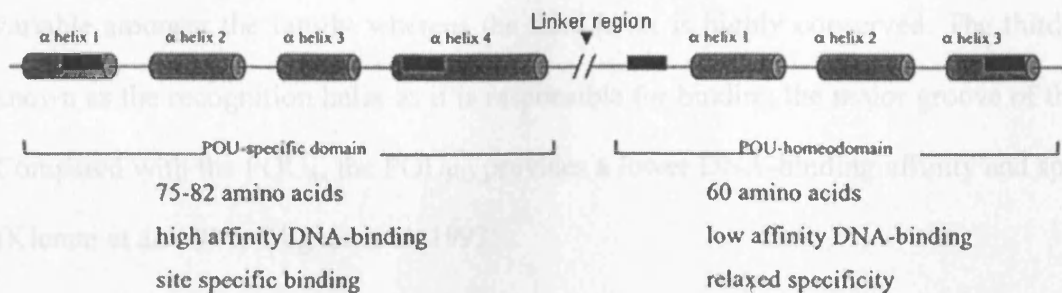 variable amongst the family whereas the is highly conserved. The third
Linker region
α helix 1 α helix 2 α helix 3 α helix 4 α helix 1 α helix 2 α helix 3
known as the recognition helix as it is responsible for binding the major groove of th
POU-specific domain POU-homeodomain
Compared with the POU, the POU provides a lower DNA-binding affinity and sp
75-82 amino acids 60 amino acids
(Klemm et al
high affinity DNA-binding low affinity DNA-binding
site specific binding relaxed specificity